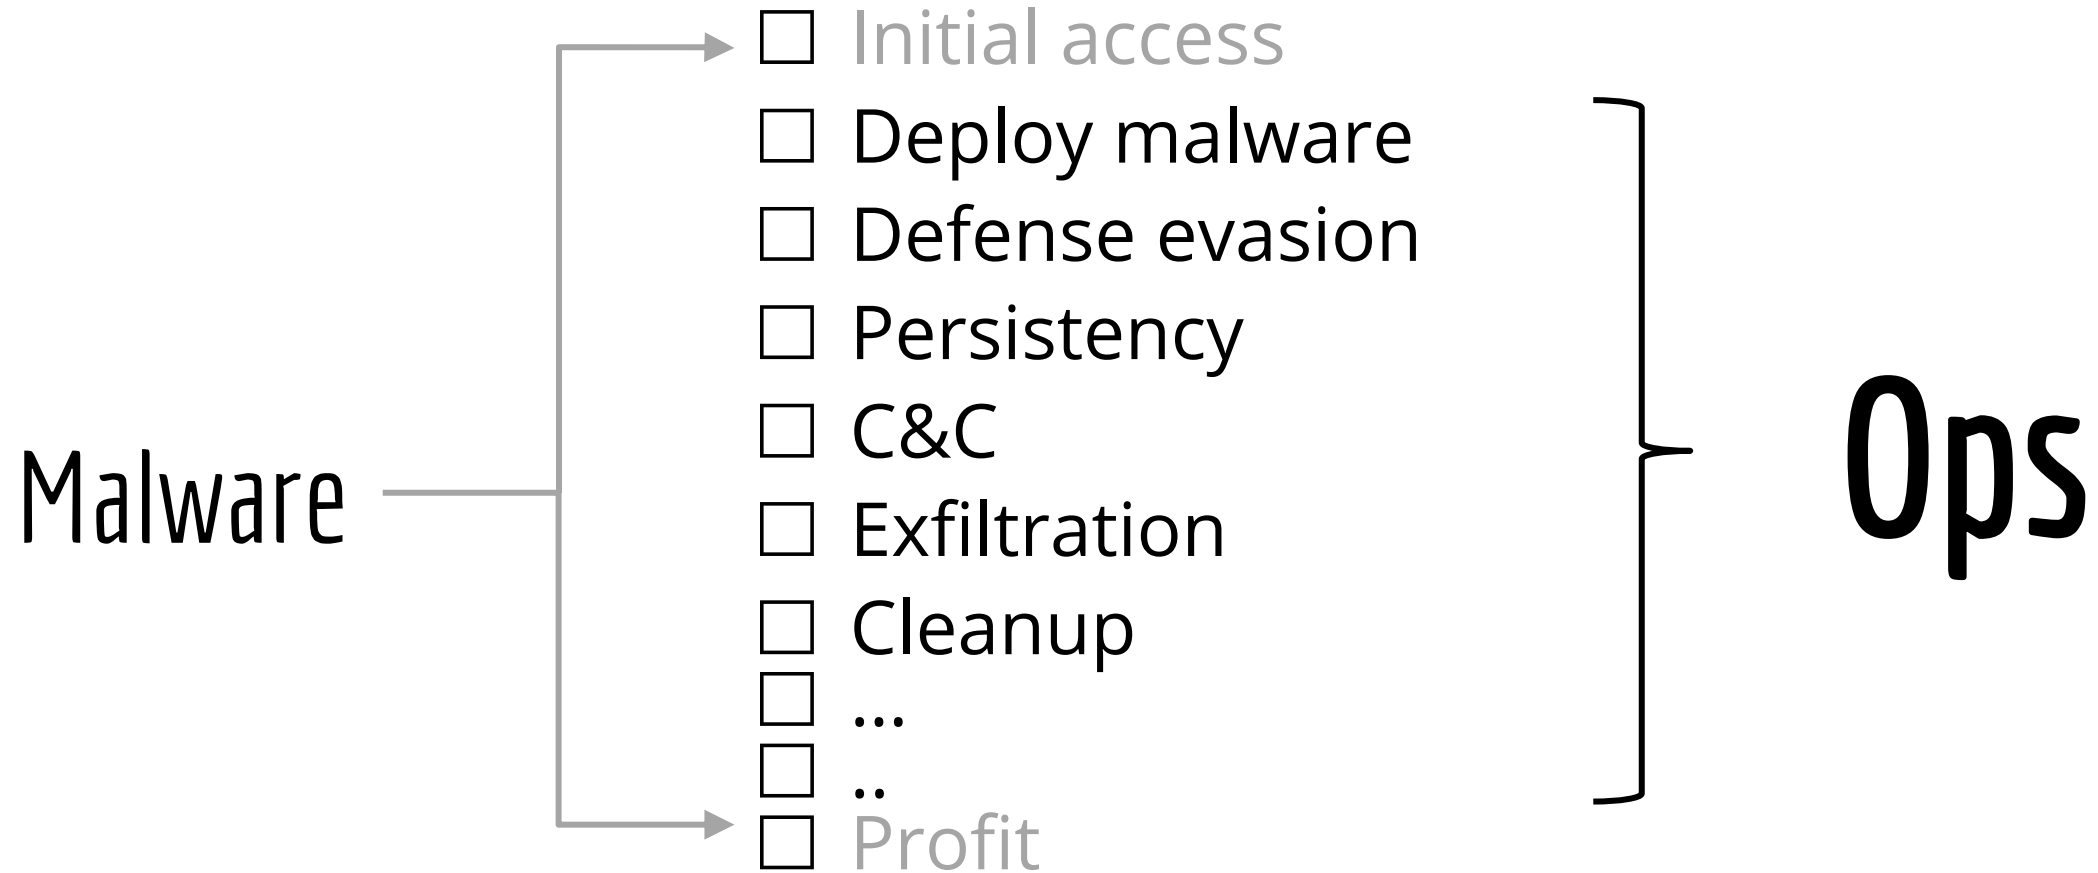 Initial access
Deploy malware
Defense evasion
Persistency
C&C
Exfiltration
Cleanup
...
..
Profit
Malware
Ops